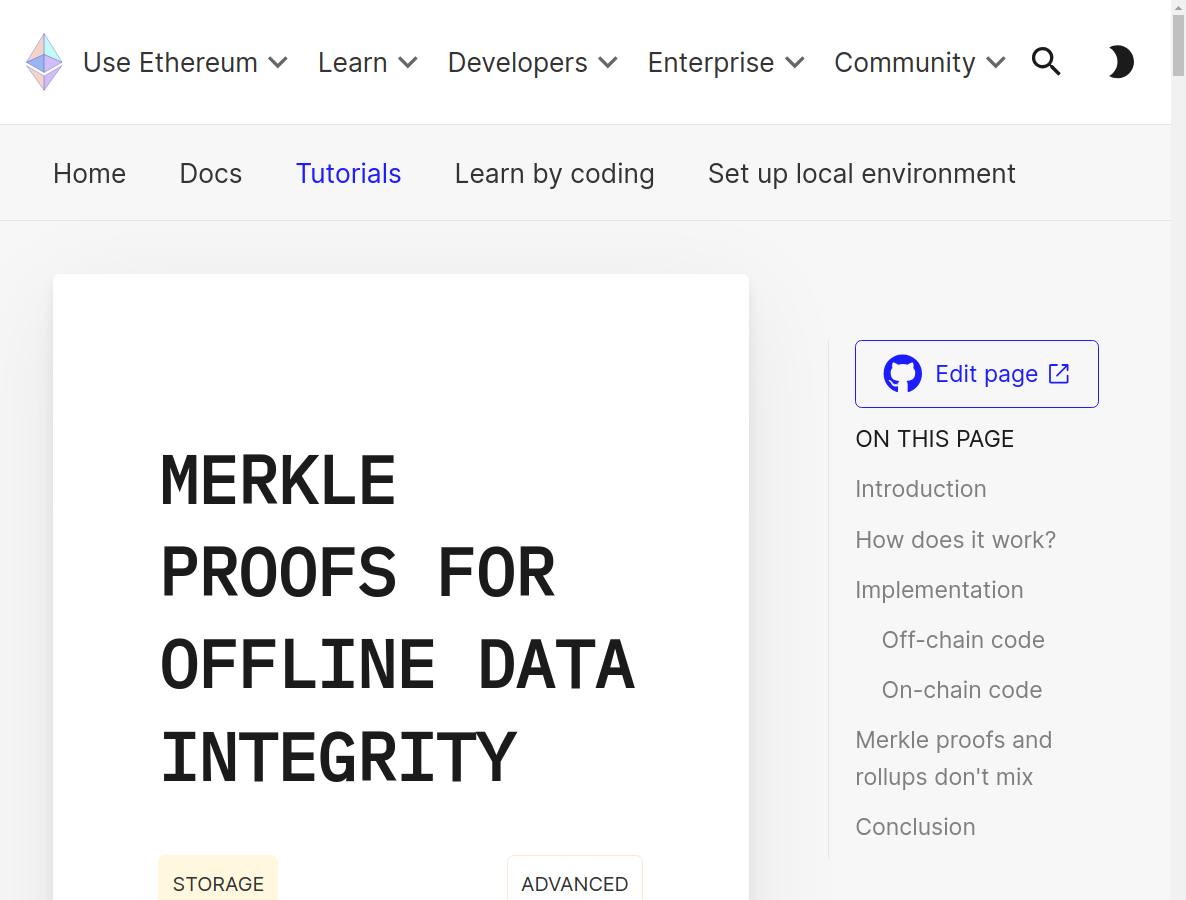 Use Ethereum Learn Developers Enterprise Community
Home Docs Tutorials Learn by coding Set up local environment
MERKLE
PROOFS FOR
OFFLINE DATA
INTEGRITY
STORAGE ADVANCED
Edit page
ON THIS PAGE
Introduction
How does it work?
Implementation
Off-chain code
On-chain code
Merkle proofs and
rollups don't mix
Conclusion